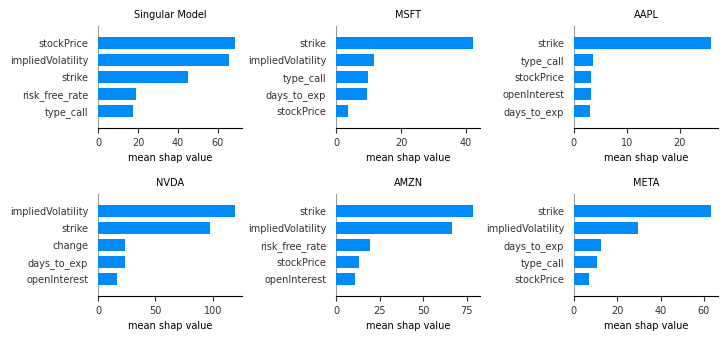 Singular Model
stockPrice
impliedVolatility
strike
risk_free_rate
type_call
0 20 40 60
mean shap value
MSFT
strike
impliedVolatility
type_call
days_to_exp
stockPrice
0 20 40
mean shap value
AAPL
strike
type_call
stockPrice
openInterest
days_to_exp
0 10 20
mean shap value
NVDA
impliedVolatility
strike
change
days_to_exp
openInterest
0 50 100
mean shap value
AMZN
strike
impliedVolatility
risk_free_rate
stockPrice
openInterest
0 25 50 75
mean shap value
META
strike
impliedVolatility
days_to_exp
type_call
stockPrice
0 20 40 60
mean shap value